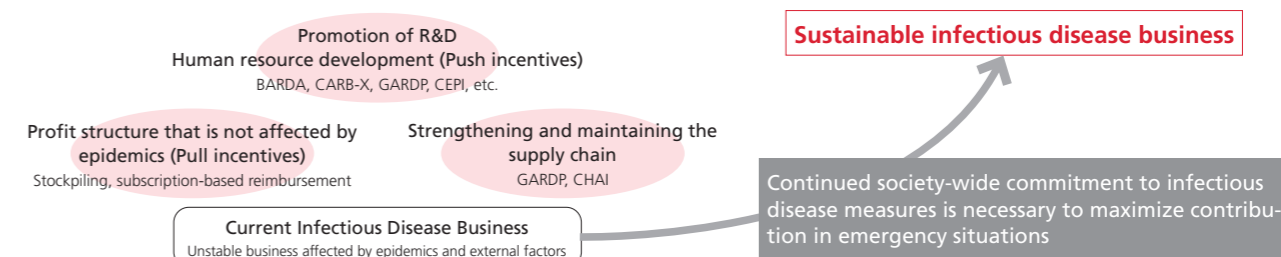 Promotion of R&D
Human resource development (Push incentives)
BARDA, CARB-X, GARDP, CEPI, etc.
Profit structure that is not affected by
epidemics (Pull incentives)
Stockpiling, subscription-based reimbursement
Strengthening and maintaining the
supply chain
GARDP, CHAI
Current Infectious Disease Business
Unstable business affected by epidemics and external factors
Sustainable infectious disease business
Continued society-wide commitment to infectious
disease measures is necessary to maximize contribu-
tion in emergency situations